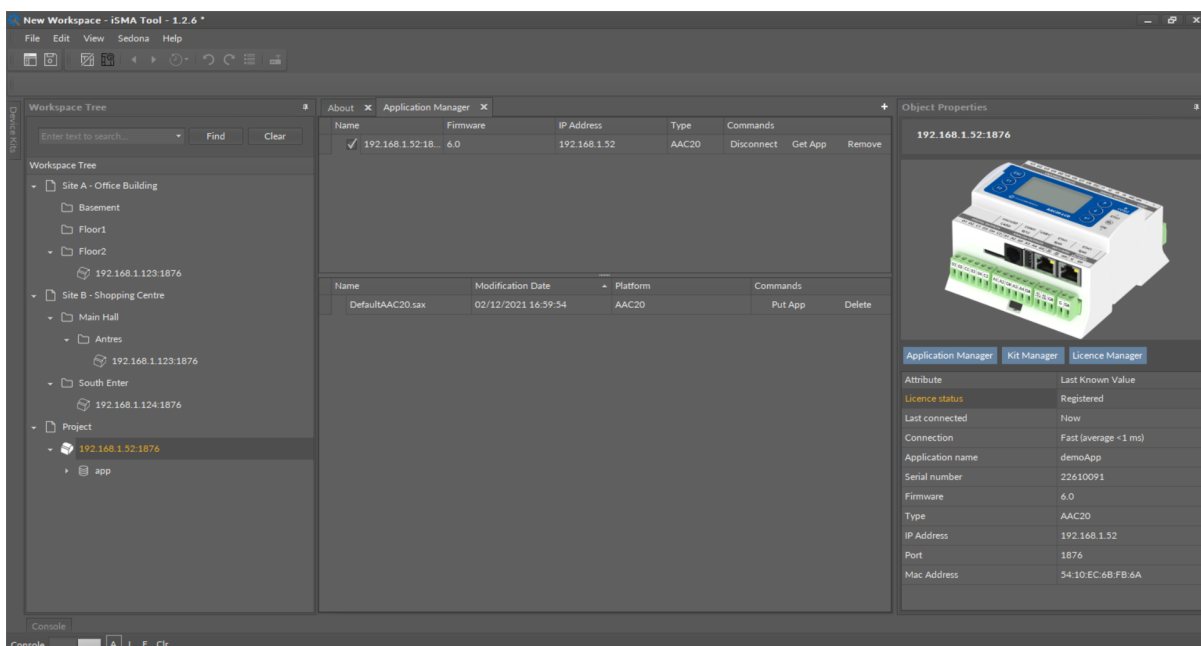 New Workspace - iSMA Tool - 1.2.6 *
File Edit View Sedona Help
Device Kits
Workspace Tree
Enter text to search... Find Clear
Workspace Tree
Site A - Office Building
Basement
Floor1
Floor2
192.168.1.123:1876
Site B - Shopping Centre
Main Hall
Antres
192.168.1.123:1876
South Enter
192.168.1.124:1876
Project
192.168.1.52:1876
app
About Application Manager
Name Firmware IP Address Type Commands
192.168.1.52:18... 6.0 192.168.1.52 AAC20 Disconnect Get App Remove
Name Modification Date Platform Commands
DefaultAAC20.sax 02/12/2021 16:59:54 AAC20 Put App Delete
Object Properties
192.168.1.52:1876
Application Manager Kit Manager Licence Manager
Attribute Last Known Value
Licence status Registered
Last connected Now
Connection Fast (average <1 ms)
Application name demoApp
Serial number 22610091
Firmware 6.0
Type AAC20
IP Address 192.168.1.52
Port 1876
Mac Address 54:10:EC:6B:FB:6A
Console
Console A I E Clr